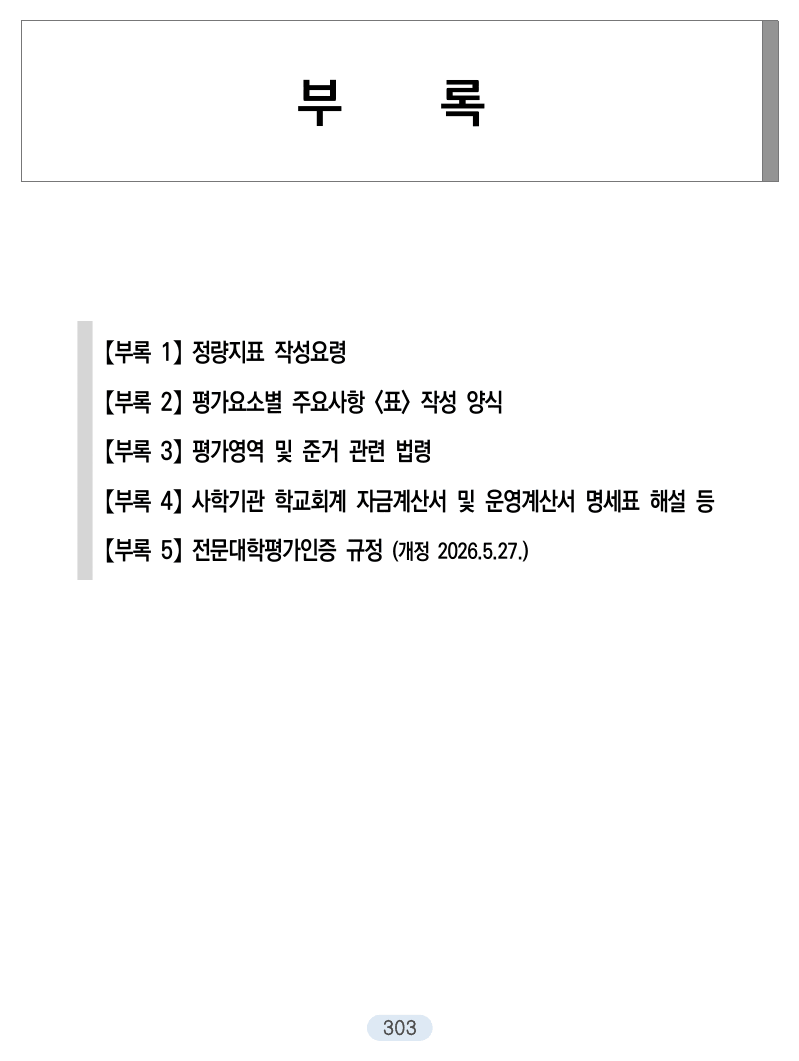 부 록
【부록 1】 정량지표 작성요령
【부록 2】 평가요소별 주요사항 〈표〉 작성 양식
【부록 3】 평가영역 및 준거 관련 법령
【부록 4】 사학기관 학교회계 자금계산서 및 운영계산서 명세표 해설 등
【부록 5】 전문대학평가인증 규정 (개정 2026.5.27.)
303